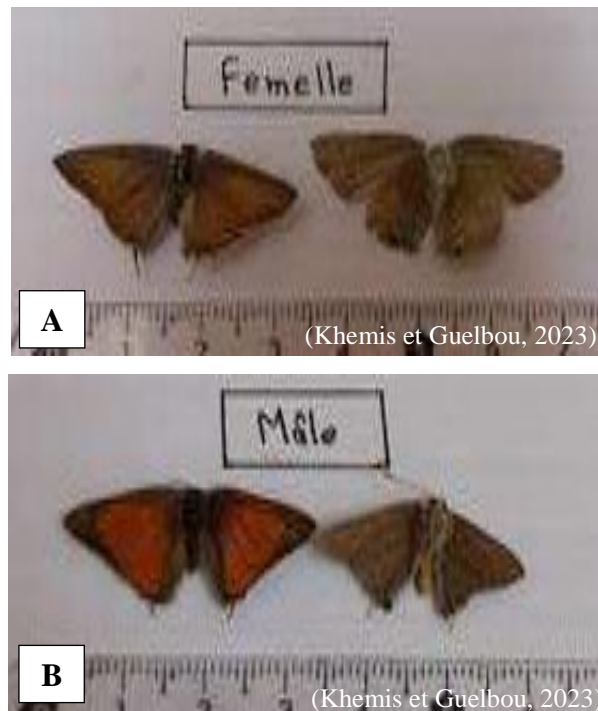 Femelle
A
(Khemis et Guelbou, 2023)
Mâle
B
(Khemis et Guelbou, 2023)